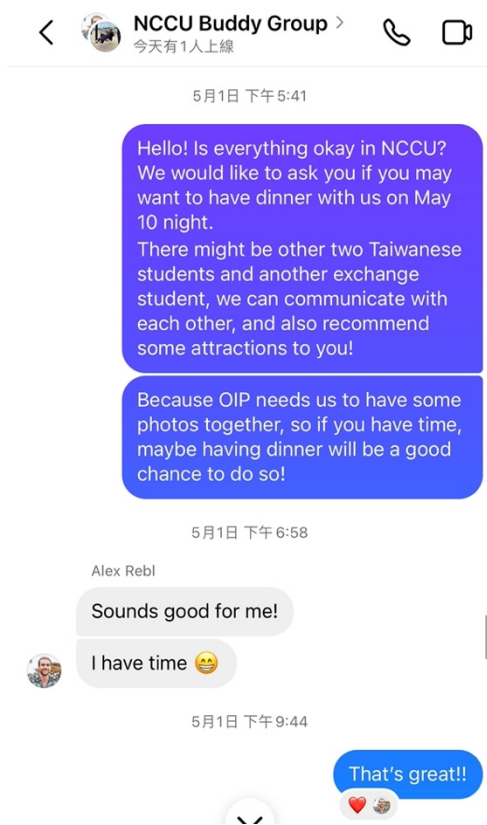 NCCU Buddy Group
今天有1人上線
5月1日 下午5:41
Hello! Is everything okay in NCCU?
We would like to ask you if you may
want to have dinner with us on May
10 night.
There might be other two Taiwanese
students and another exchange
student, we can communicate with
each other, and also recommend
some attractions to you!
Because OIP needs us to have some
photos together, so if you have time,
maybe having dinner will be a good
chance to do so!
5月1日 下午6:58
Alex Rebl
Sounds good for me!
I have time 😁
5月1日 下午9:44
That's great!!